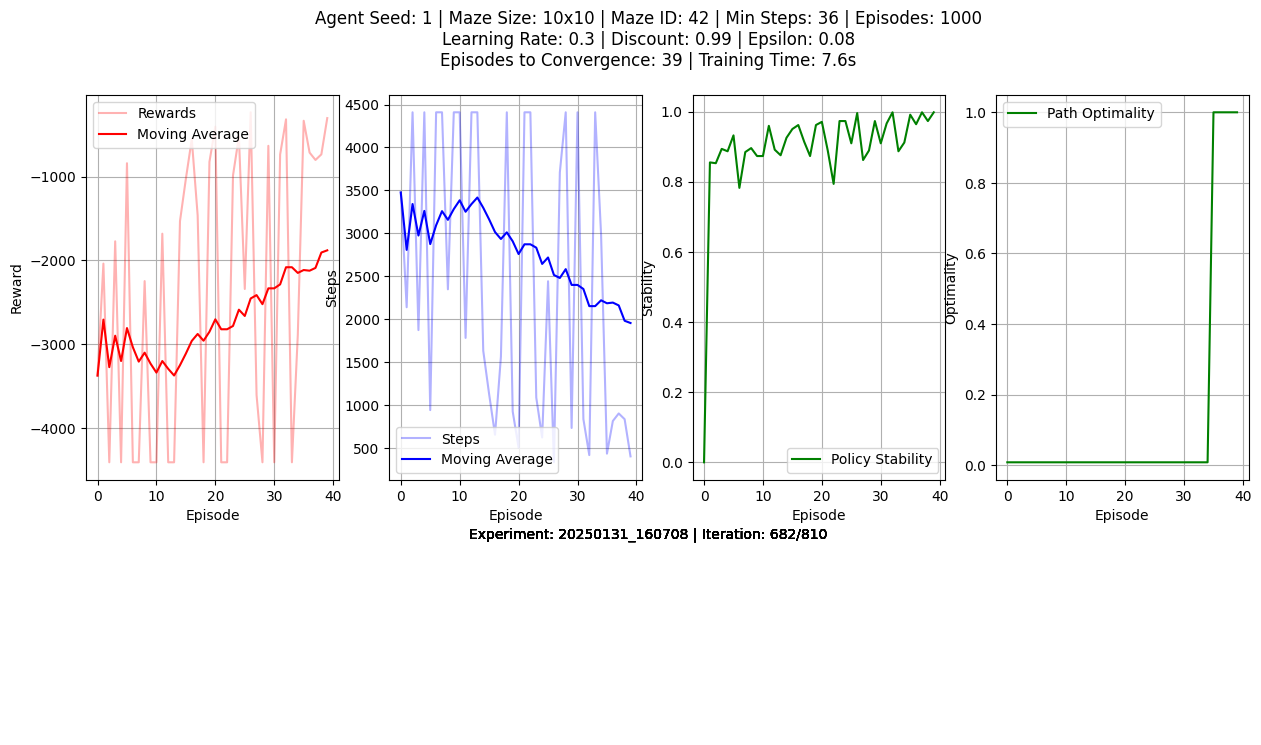 Agent Seed: 1 | Maze Size: 10x10 | Maze ID: 42 | Min Steps: 36 | Episodes: 1000
Learning Rate: 0.3 | Discount: 0.99 | Epsilon: 0.08
Episodes to Convergence: 39 | Training Time: 7.6s
Rewards
Moving Average
Reward
−1000
−2000
−3000
−4000
0
10
20
30
40
Episode
Steps
4500
4000
3500
3000
2500
2000
1500
1000
500
Steps
Moving Average
0
10
20
30
40
Episode
Stability
1.0
0.8
0.6
0.4
0.2
0.0
Policy Stability
0
10
20
30
40
Episode
Path Optimality
Optimality
1.0
0.8
0.6
0.4
0.2
0.0
0
10
20
30
40
Episode
Experiment: 20250131_160708 | Iteration: 682/810